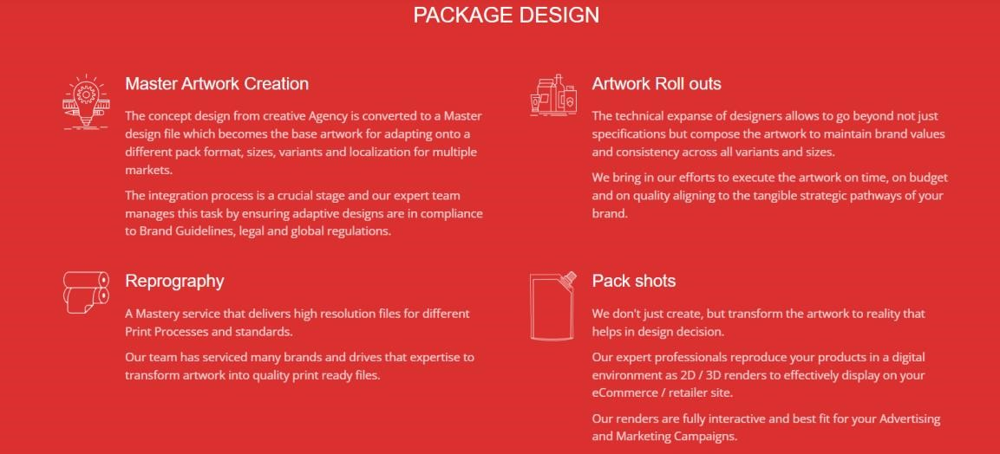 PACKAGE DESIGN
Master Artwork Creation
The concept design from creative Agency is converted to a Master
design file which becomes the base artwork for adapting onto a
different pack format, sizes, variants and localization for multiple
markets.
The integration process is a crucial stage and our expert team
manages this task by ensuring adaptive designs are in compliance
to Brand Guidelines, legal and global regulations.
Artwork Roll outs
The technical expanse of designers allows to go beyond not just
specifications but compose the artwork to maintain brand values
and consistency across all variants and sizes.
We bring in our efforts to execute the artwork on time, on budget
and on quality aligning to the tangible strategic pathways of your
brand.
Reprography
A Mastery service that delivers high resolution files for different
Print Processes and standards.
Our team has serviced many brands and drives that expertise to
transform artwork into quality print ready files.
Pack shots
We don't just create, but transform the artwork to reality that
helps in design decision.
Our expert professionals reproduce your products in a digital
environment as 2D / 3D renders to effectively display on your
eCommerce / retailer site.
Our renders are fully interactive and best fit for your Advertising
and Marketing Campaigns.